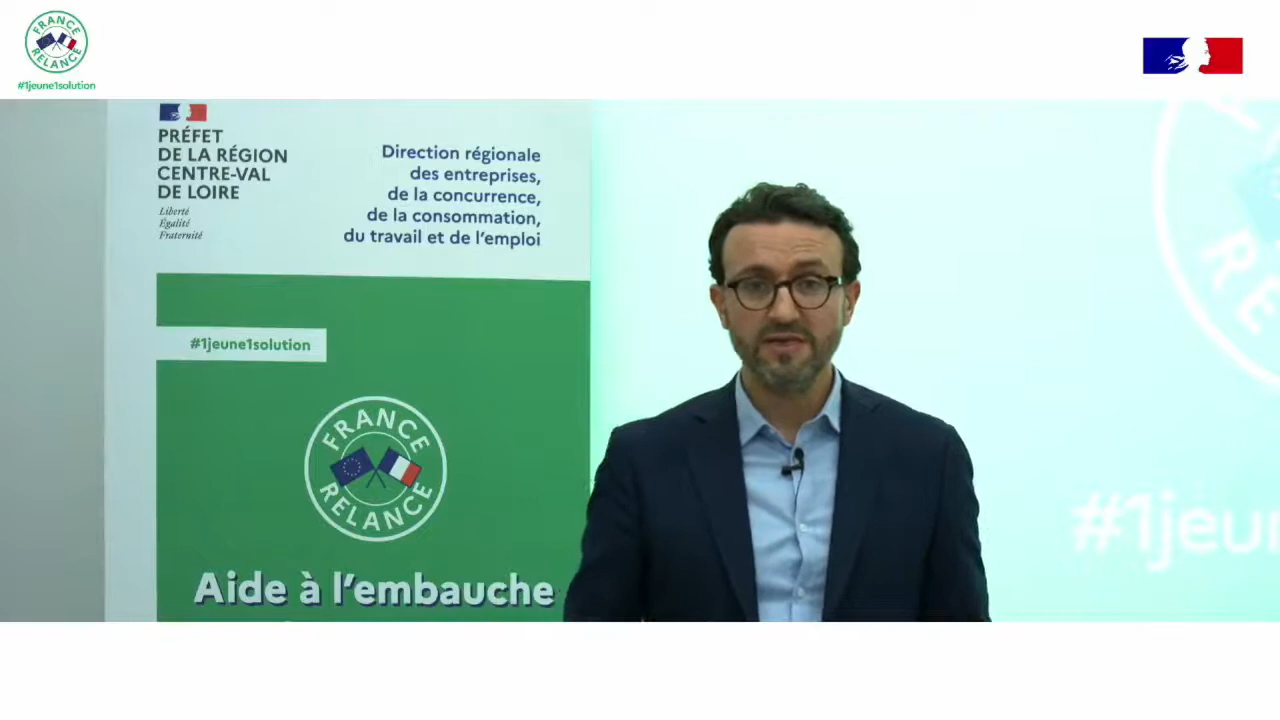 FRANCE
RELANCE
#1jeune1solution
PRÉFET
DE LA RÉGION
CENTRE-VAL
DE LOIRE
Liberté
Égalité
Fraternité
Direction régionale
des entreprises,
de la concurrence,
de la consommation,
du travail et de l'emploi
#1jeune1solution
FRANCE
RELANCE
Aide à l'embauche
RE
#1jeun